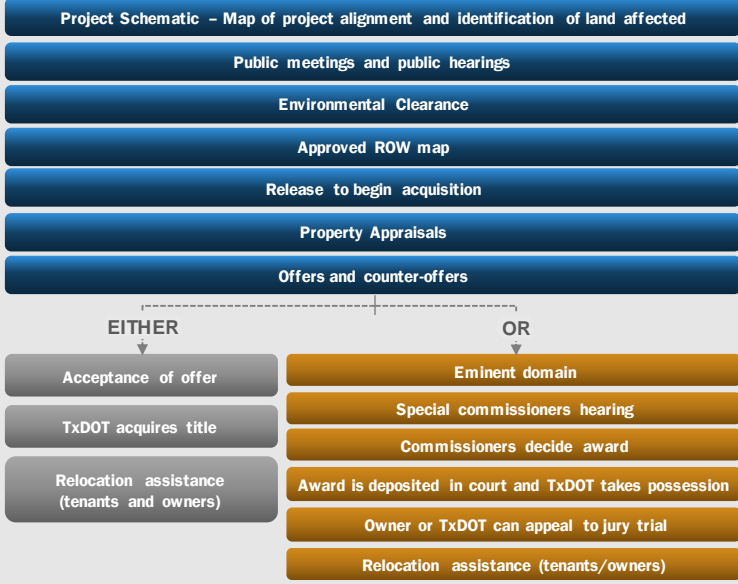 Project Schematic – Map of project alignment and identification of land affected
Public meetings and public hearings
Environmental Clearance
Approved ROW map
Release to begin acquisition
Property Appraisals
Offers and counter-offers
EITHER
Acceptance of offer
TxDOT acquires title
Relocation assistance
(tenants and owners)
OR
Eminent domain
Special commissioners hearing
Commissioners decide award
Award is deposited in court and TxDOT takes possession
Owner or TxDOT can appeal to jury trial
Relocation assistance (tenants/owners)